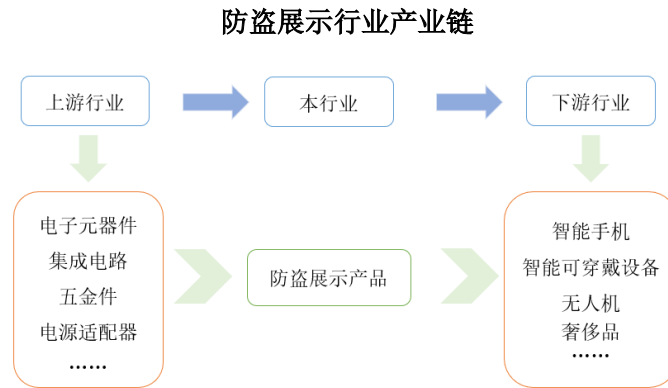 防盗展示行业产业链
上游行业
本行业
下游行业
电子元器件
集成电路
五金件
电源适配器
……
防盗展示产品
智能手机
智能可穿戴设备
无人机
奢侈品
……